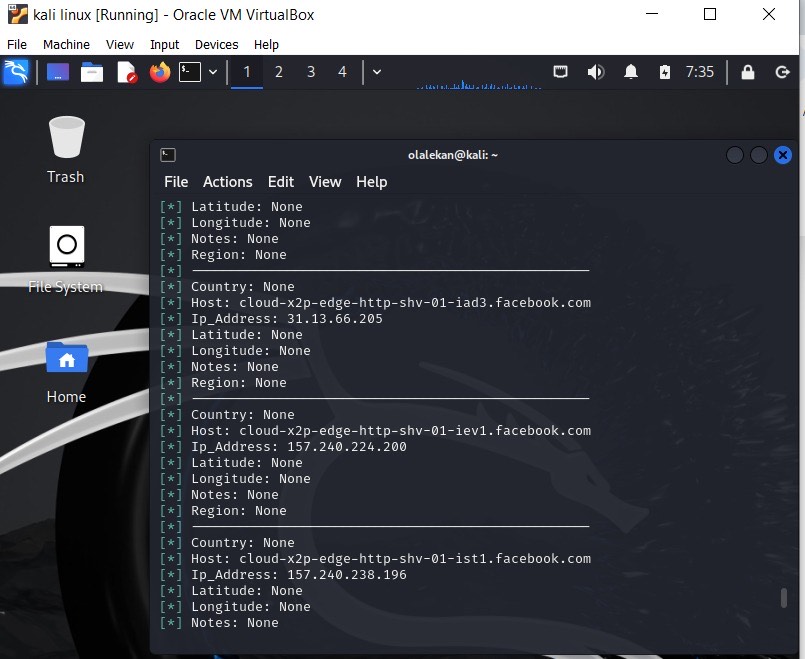 kali linux [Running] - Oracle VM VirtualBox
File Machine View Input Devices Help
1 2 3 4 7:35
Trash
File System
Home
olalekan@kali: ~
File Actions Edit View Help
[*] Latitude: None
[*] Longitude: None
[*] Notes: None
[*] Region: None
[*] --------------------------------------------------
[*] Country: None
[*] Host: cloud-x2p-edge-http-shv-01-iad3.facebook.com
[*] Ip_Address: 31.13.66.205
[*] Latitude: None
[*] Longitude: None
[*] Notes: None
[*] Region: None
[*] --------------------------------------------------
[*] Country: None
[*] Host: cloud-x2p-edge-http-shv-01-iev1.facebook.com
[*] Ip_Address: 157.240.224.200
[*] Latitude: None
[*] Longitude: None
[*] Notes: None
[*] Region: None
[*] --------------------------------------------------
[*] Country: None
[*] Host: cloud-x2p-edge-http-shv-01-ist1.facebook.com
[*] Ip_Address: 157.240.238.196
[*] Latitude: None
[*] Longitude: None
[*] Notes: None